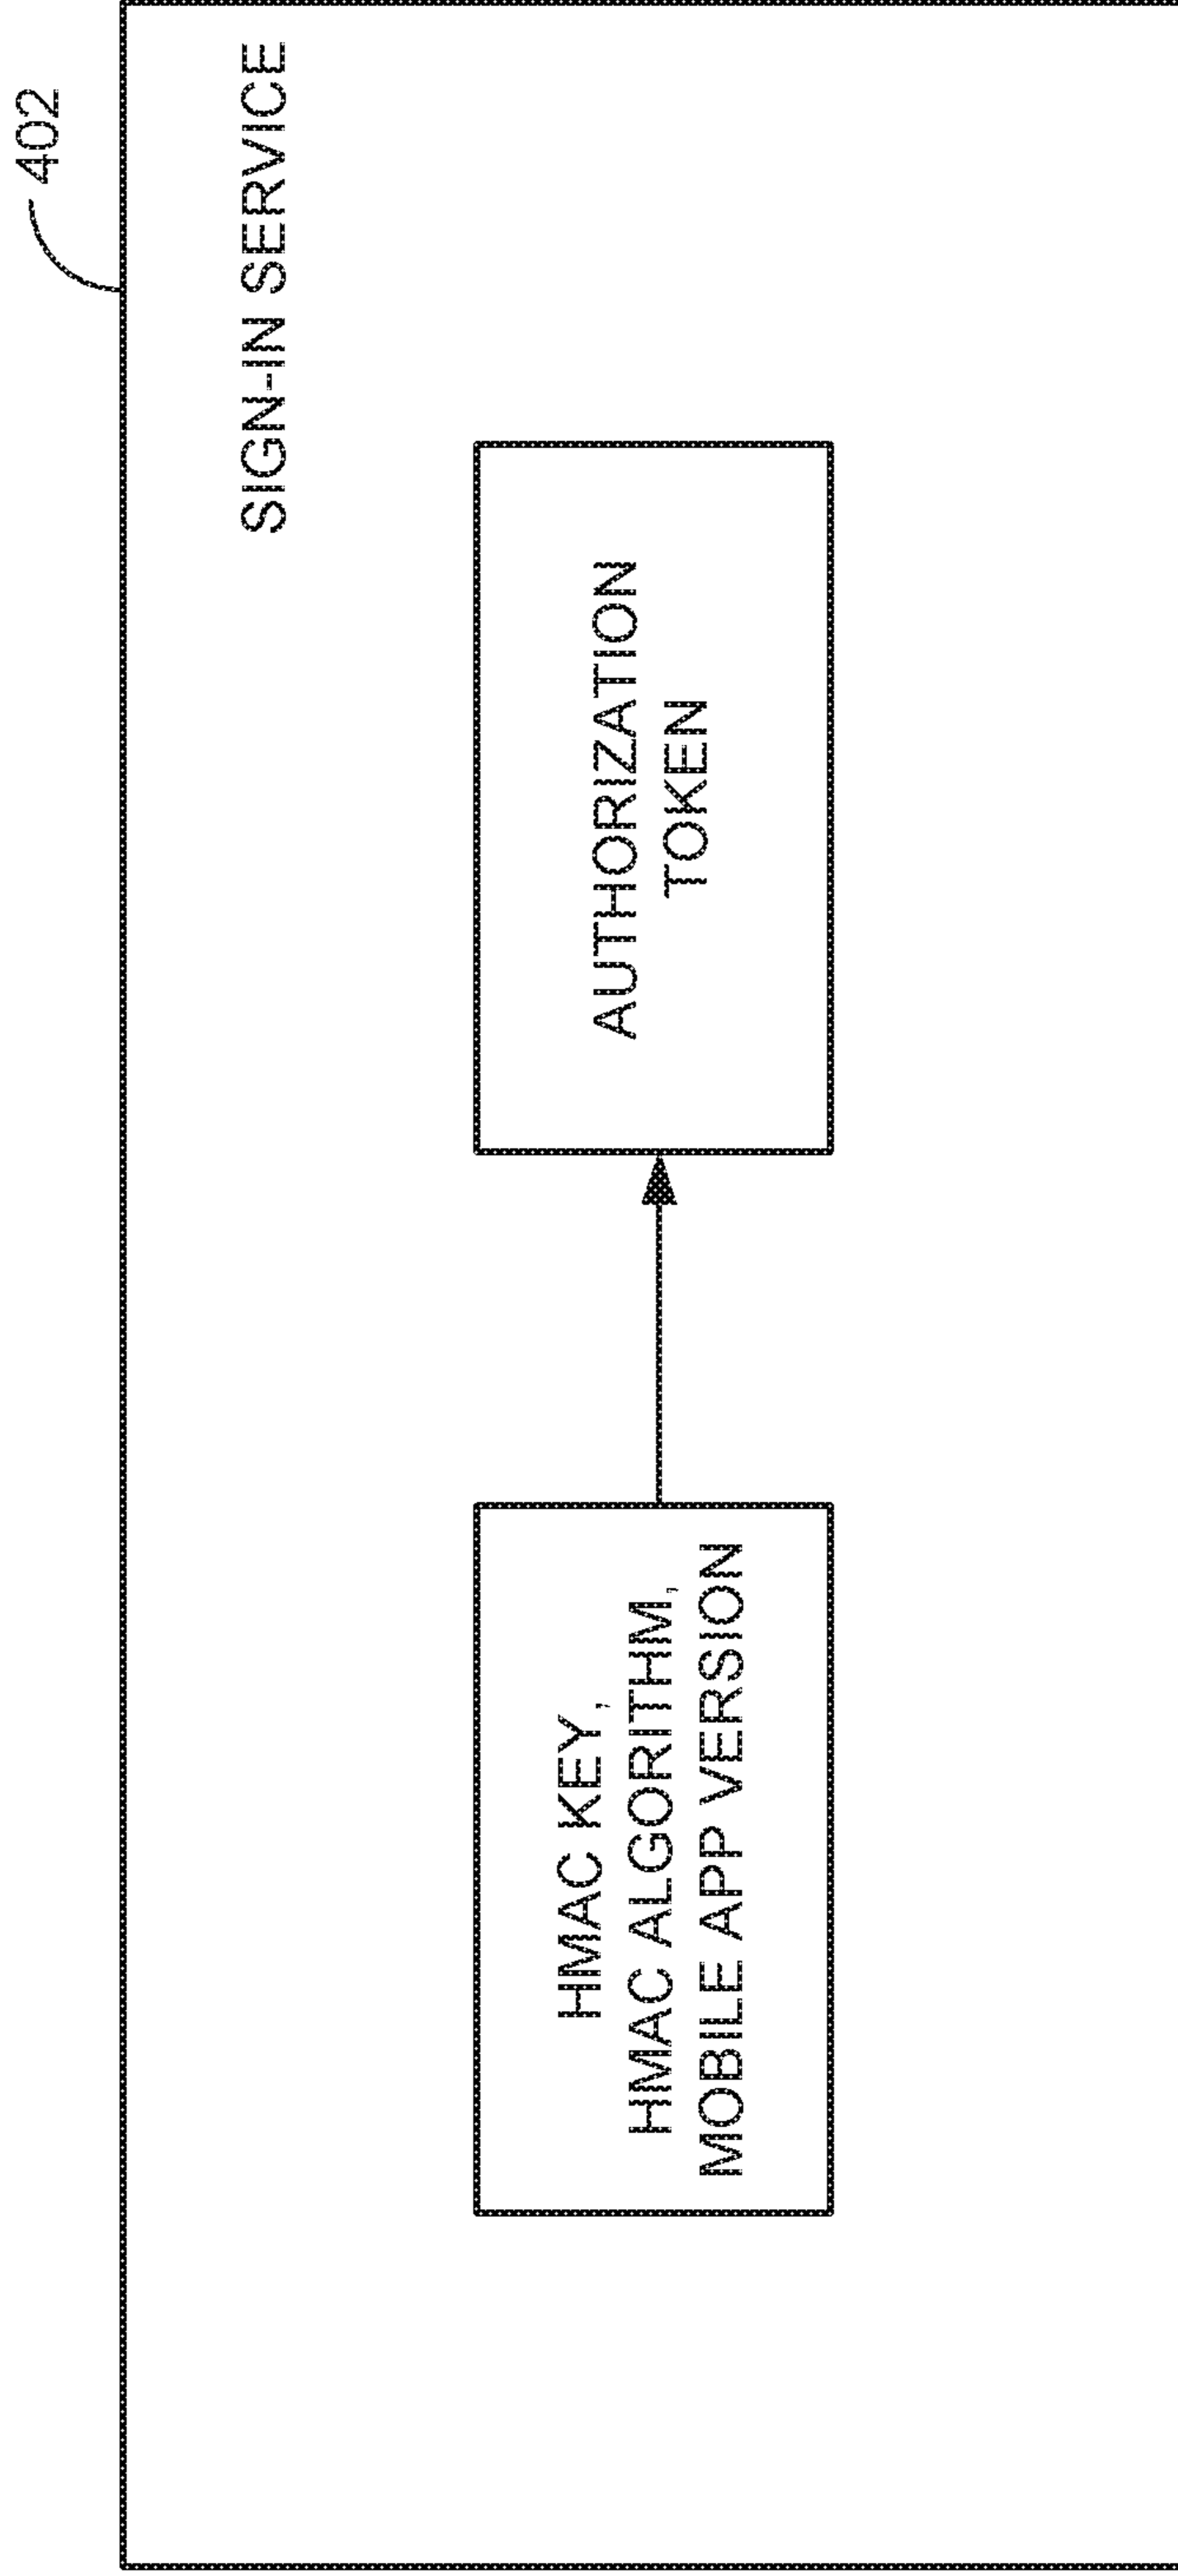 402
SIGN-IN SERVICE
HMAC KEY,
HMAC ALGORITHM,
MOBILE APP VERSION
AUTHORIZATION
TOKEN